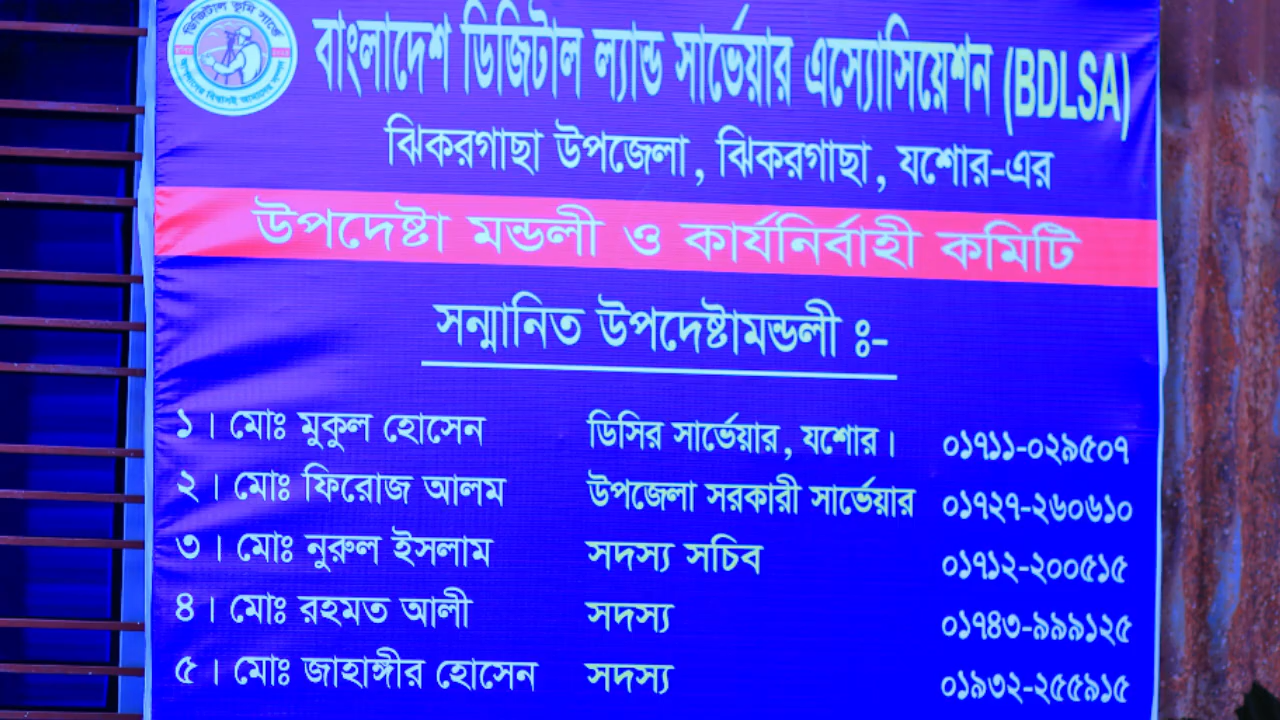 ডিজিটাল ভূমি সার্ভে
বাংলাদেশ ডিজিটাল ল্যান্ড সার্ভেয়ার এস্যোসিয়েশন (BDLSA)
ঝিকরগাছা উপজেলা, ঝিকরগাছা, যশোর-এর
উপদেষ্টা মন্ডলী ও কার্যনির্বাহী কমিটি
সন্মানিত উপদেষ্টামন্ডলী ঃ-
১। মোঃ মুকুল হোসেন ডিসির সার্ভেয়ার, যশোর। ০১৭১১-০২৯৫০৭
২। মোঃ ফিরোজ আলম উপজেলা সরকারী সার্ভেয়ার ০১৭২৭-২৬০৬১০
৩। মোঃ নুরুল ইসলাম সদস্য সচিব ০১৭১২-২০০৫১৫
৪। মোঃ রহমত আলী সদস্য ০১৭৪৩-৯৯৯১২৫
৫। মোঃ জাহাঙ্গীর হোসেন সদস্য ০১৯৩২-২৫৫৯১৫